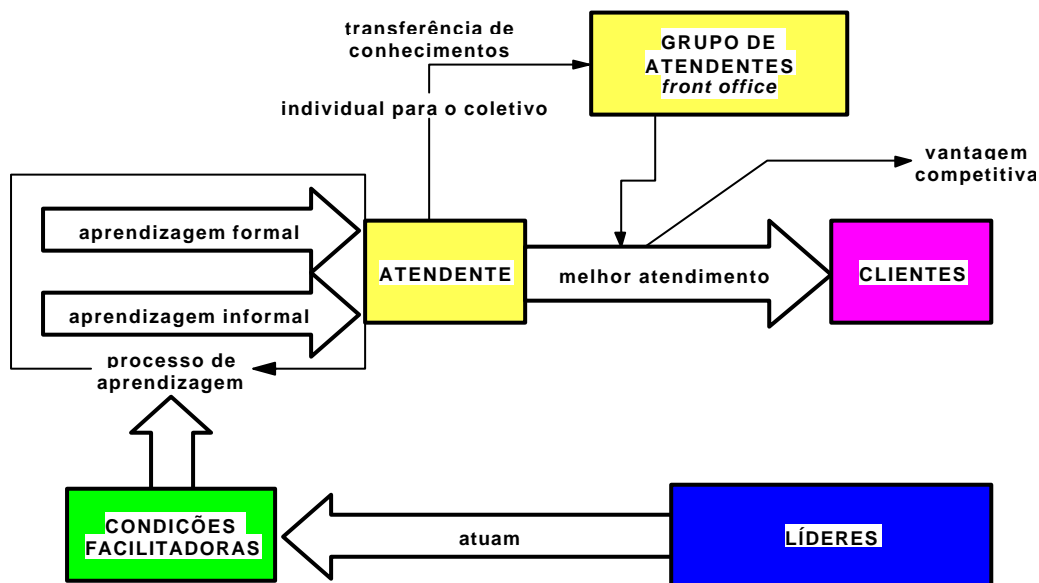 transferência de
conhecimentos
individual para o coletivo
GRUPO DE
ATENDENTES
front office
vantagem
competitiva
aprendizagem formal
ATENDENTE
melhor atendimento
CLIENTES
aprendizagem informal
processo de
aprendizagem
CONDIÇÕES
FACILITADORAS
atuam
LÍDERES